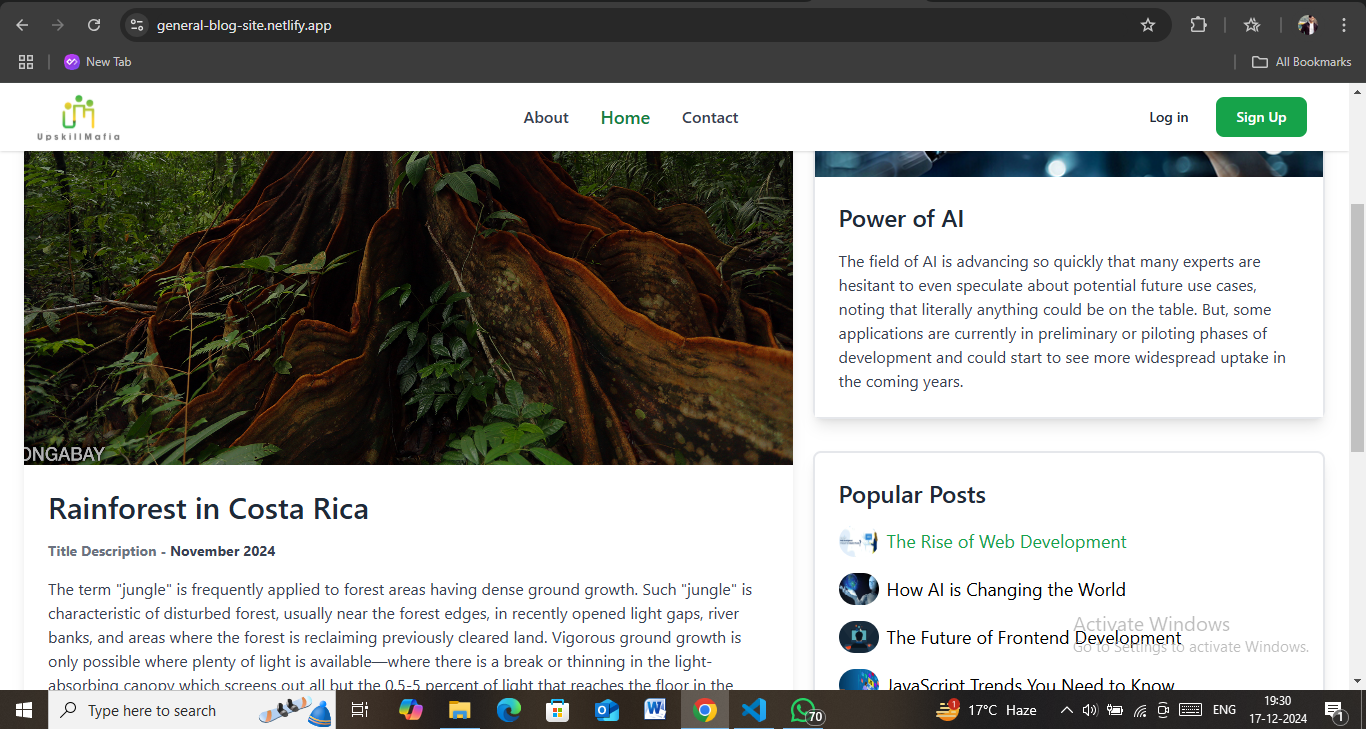 general-blog-site.netlify.app
New Tab
All Bookmarks
UpskillMafia
About
Home
Contact
Log in
Sign Up
ONGABAY
Rainforest in Costa Rica
Title Description - November 2024
The term "jungle" is frequently applied to forest areas having dense ground growth. Such "jungle" is
characteristic of disturbed forest, usually near the forest edges, in recently opened light gaps, river
banks, and areas where the forest is reclaiming previously cleared land. Vigorous ground growth is
only possible where plenty of light is available—where there is a break or thinning in the light-
absorbing canopy which screens out all but the 0.5-5 percent of light that reaches the floor in the
Power of AI
The field of AI is advancing so quickly that many experts are
hesitant to even speculate about potential future use cases,
noting that literally anything could be on the table. But, some
applications are currently in preliminary or piloting phases of
development and could start to see more widespread uptake in
the coming years.
Popular Posts
The Rise of Web Development
How AI is Changing the World
The Future of Frontend Development
JavaScript Trends You Need to Know
Activate Windows
Go to Settings to activate Windows.
Type here to search
70
1
17°C Haze
ENG
19:30
17-12-2024
1